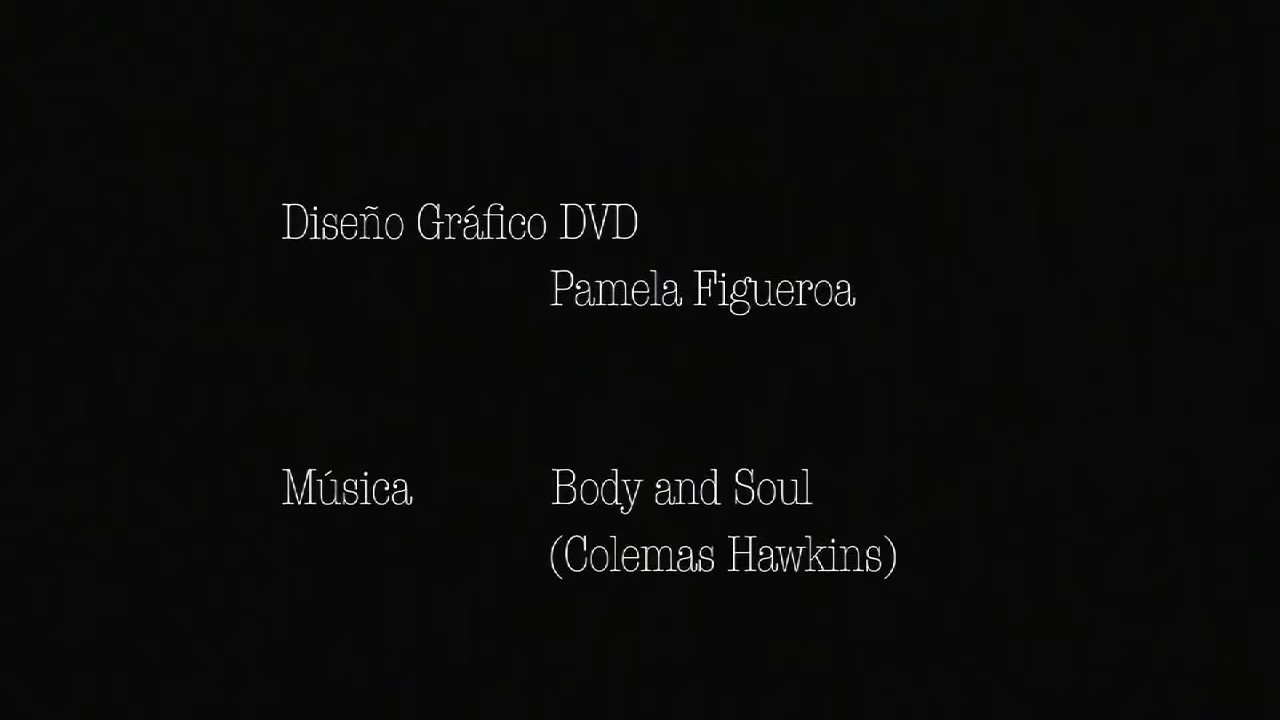 Diseño Gráfico DVD
Pamela Figueroa
Música Body and Soul
(Colemas Hawkins)